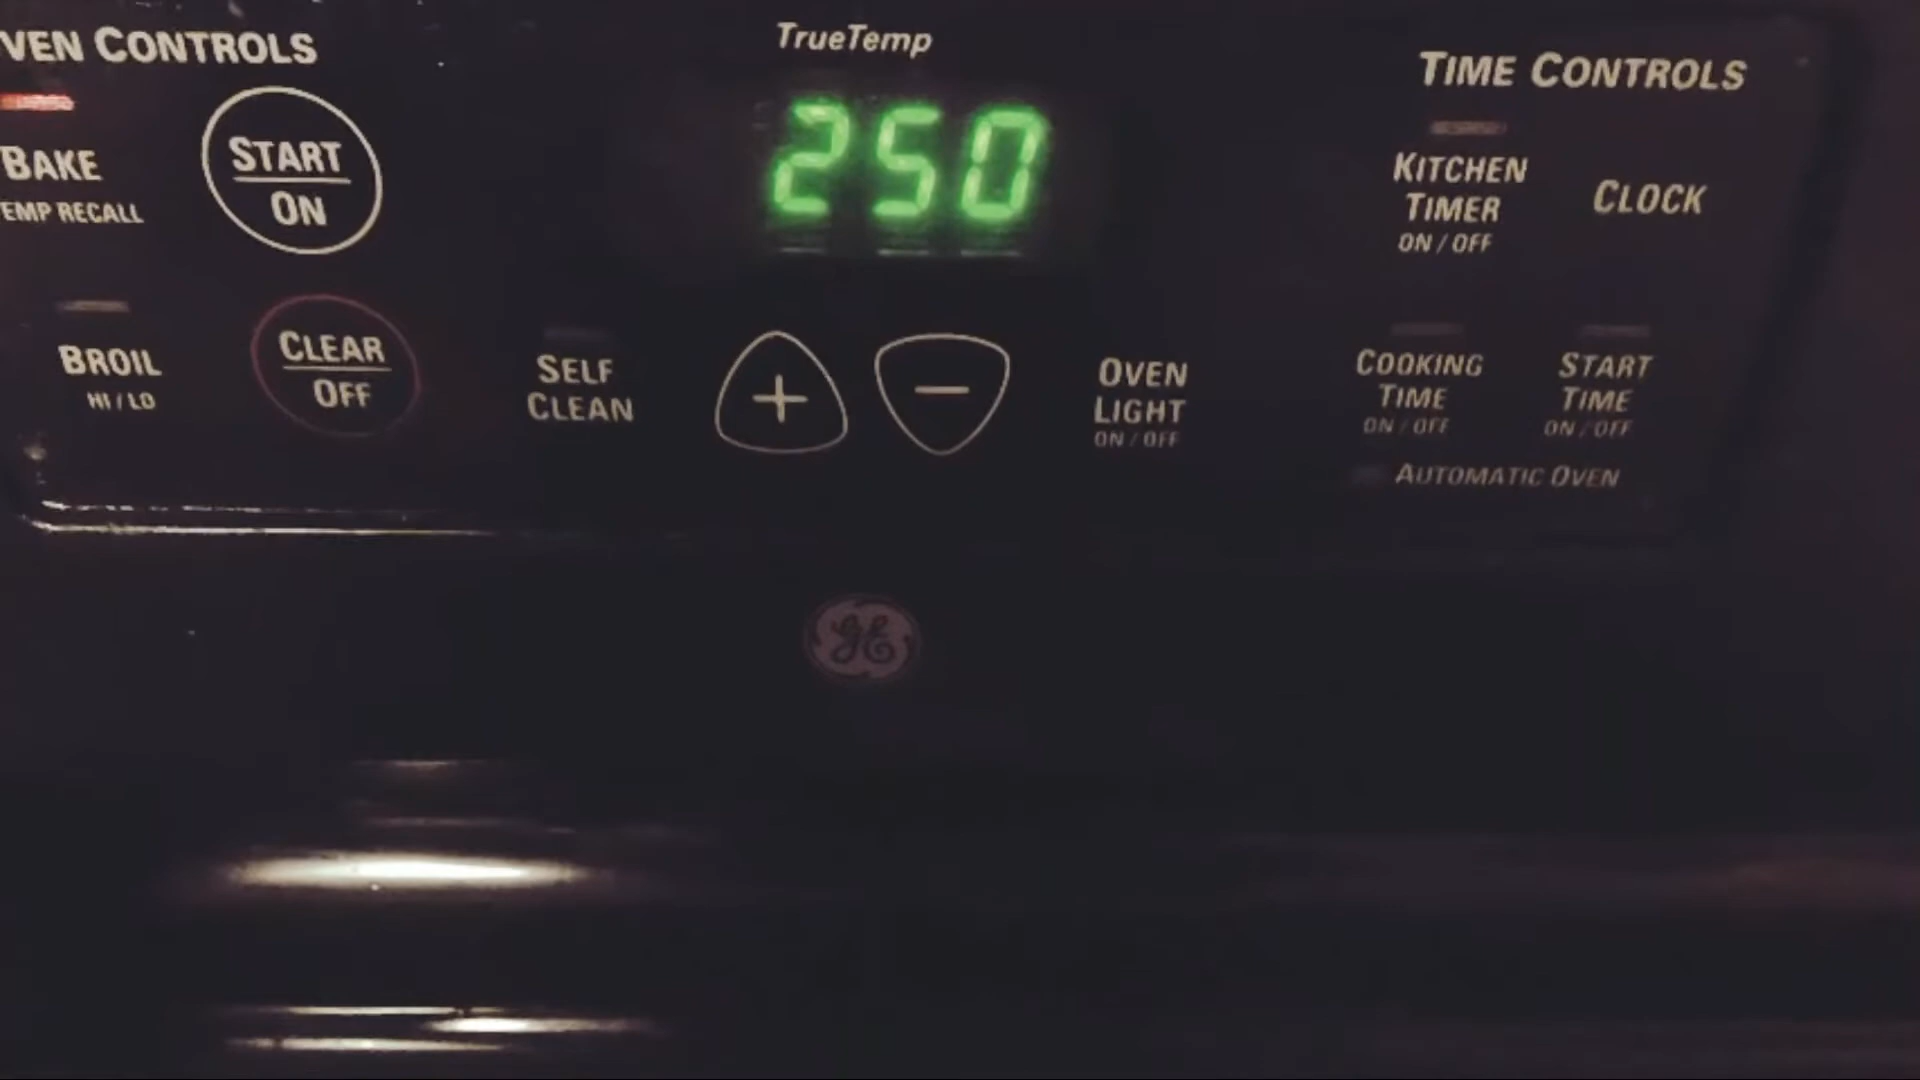 VEN CONTROLS
BAKE
EMP RECALL
START
ON
BROIL
HI / LO
CLEAR
OFF
SELF
CLEAN
TrueTemp
250
+
−
OVEN
LIGHT
ON / OFF
TIME CONTROLS
KITCHEN
TIMER
ON / OFF
CLOCK
COOKING
TIME
ON / OFF
START
TIME
ON / OFF
AUTOMATIC OVEN
GE